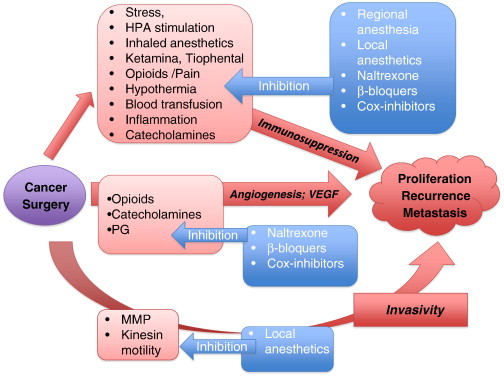 • Stress,
• HPA stimulation
• Inhaled anesthetics
• Ketamina, Tiophental
• Opioids /Pain
• Hypothermia
• Blood transfusion
• Inflammation
• Catecholamines
Inhibition
• Regional
anesthesia
• Local
anesthetics
• Naltrexone
• β-bloquers
• Cox-inhibitors
Immunosuppression
Cancer
Surgery
•Opioids
•Catecholamines
•PG
Angiogenesis; VEGF
Proliferation
Recurrence
Metastasis
Inhibition
• Naltrexone
• β-bloquers
• Cox-inhibitors
• MMP
• Kinesin
motility
Inhibition
• Local
anesthetics
Invasivity